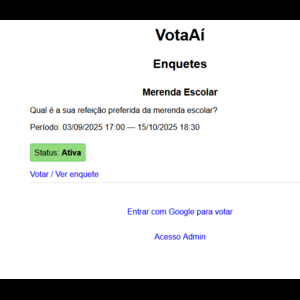 VotaAí
Enquetes
Merenda Escolar
Qual é a sua refeição preferida da merenda escolar?
Período: 03/09/2025 17:00 — 15/10/2025 18:30
Status: Ativa
Votar / Ver enquete
Entrar com Google para votar
Acesso Admin